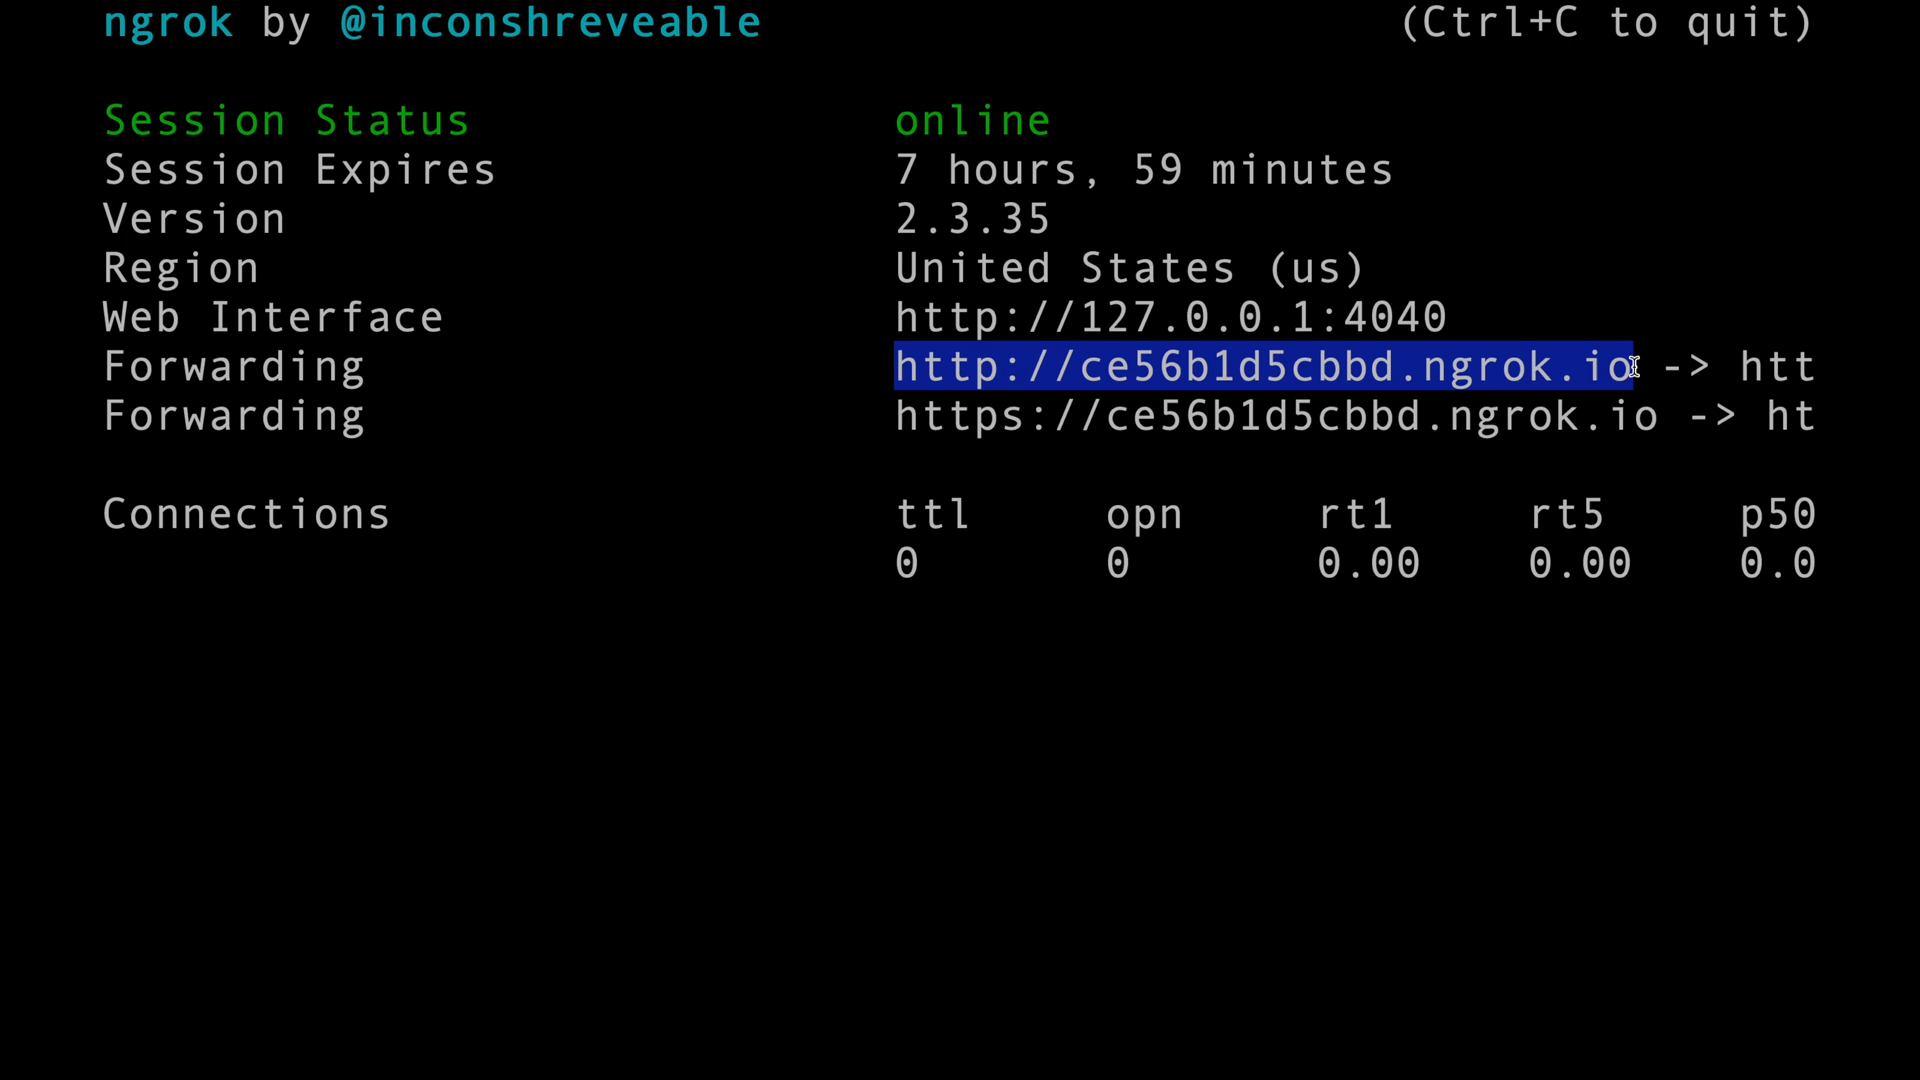 ngrok by @inconshreveable (Ctrl+C to quit)
Session Status online
Session Expires 7 hours, 59 minutes
Version 2.3.35
Region United States (us)
Web Interface http://127.0.0.1:4040
Forwarding http://ce56b1d5cbbd.ngrok.io -> htt
Forwarding https://ce56b1d5cbbd.ngrok.io -> ht
Connections ttl opn rt1 rt5 p50
0 0 0.00 0.00 0.0